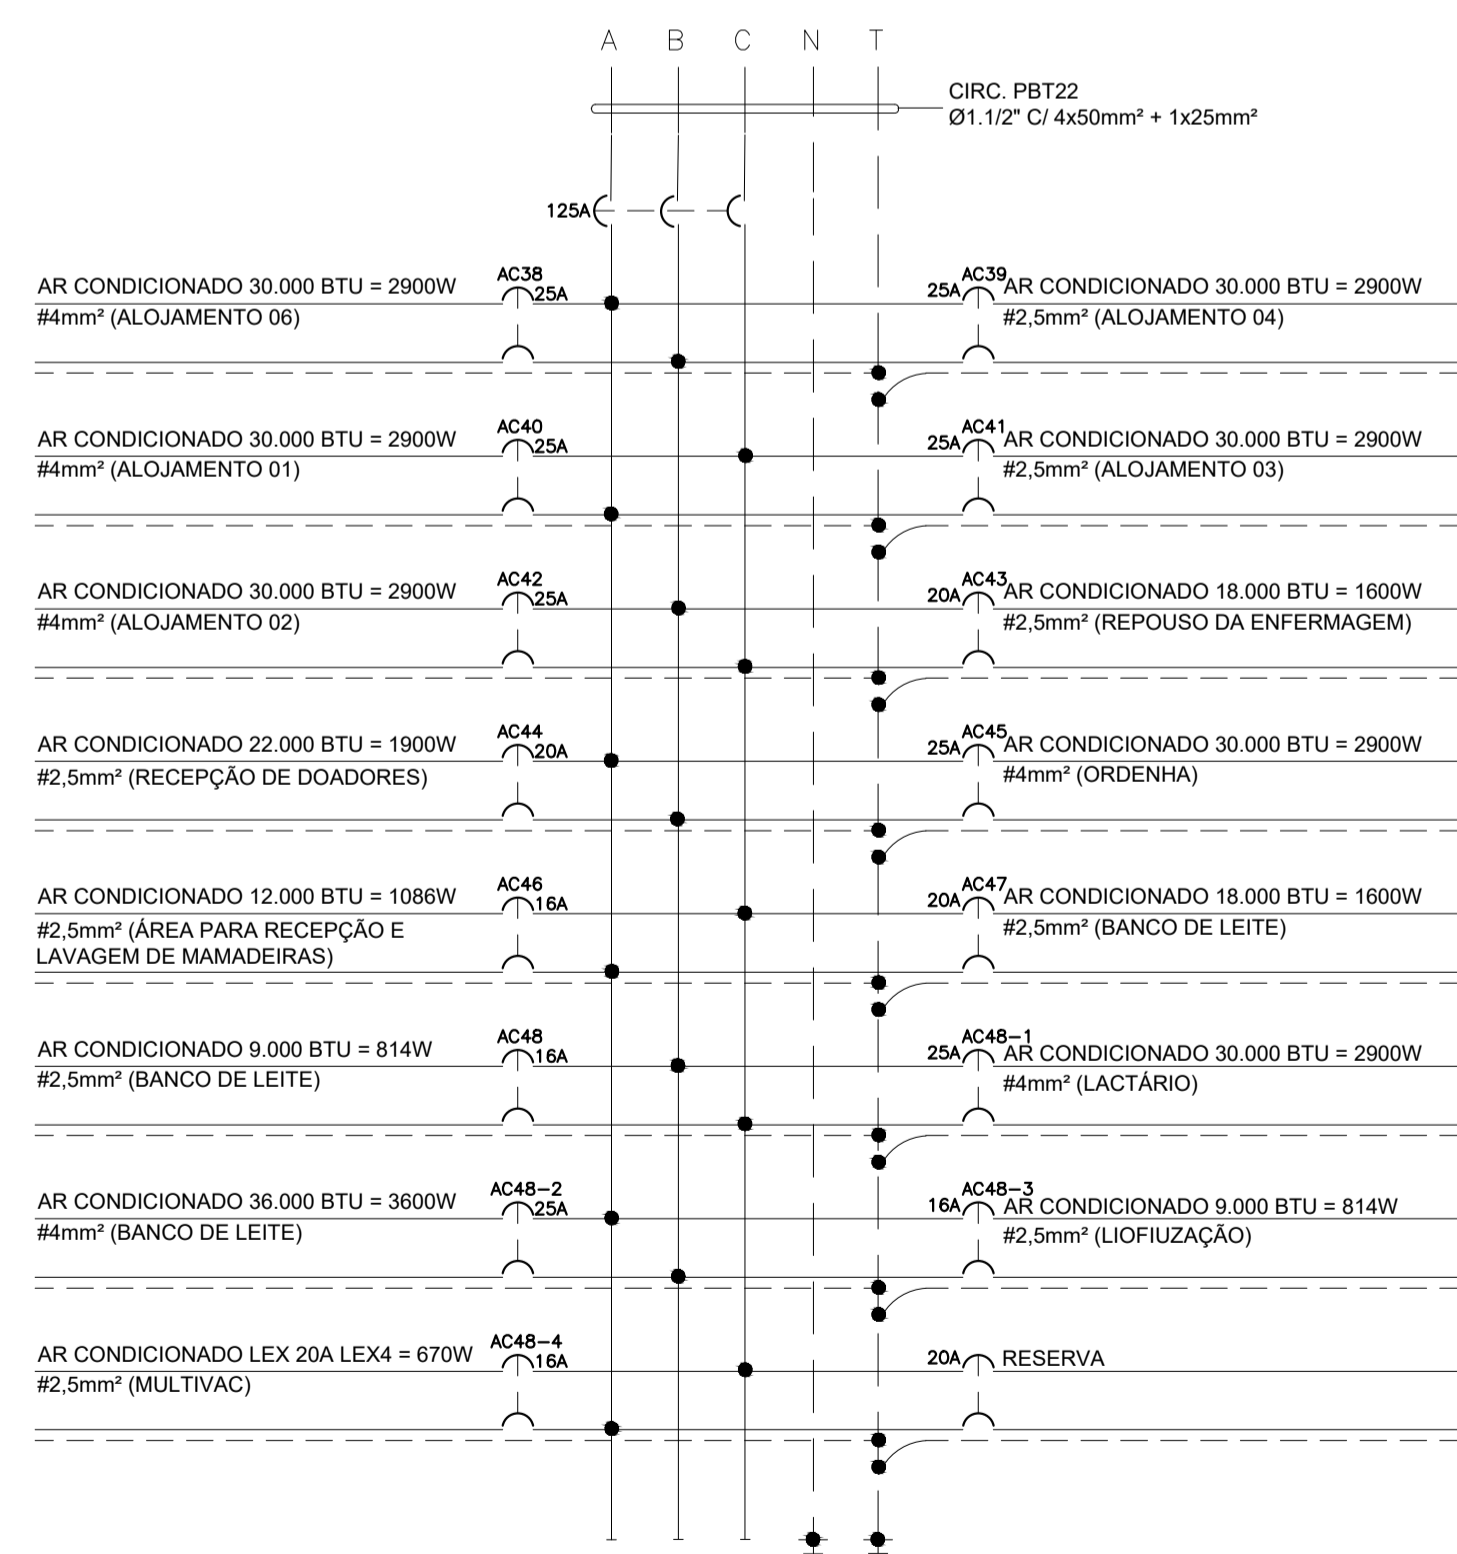 A B C N T
CIRC. PBT22
Ø1.1/2" C/ 4x50mm² + 1x25mm²
125A
AR CONDICIONADO 30.000 BTU = 2900W
#4mm² (ALOJAMENTO 06)
AC38
25A
25A
AC39
AR CONDICIONADO 30.000 BTU = 2900W
#2,5mm² (ALOJAMENTO 04)
AR CONDICIONADO 30.000 BTU = 2900W
#4mm² (ALOJAMENTO 01)
AC40
25A
25A
AC41
AR CONDICIONADO 30.000 BTU = 2900W
#2,5mm² (ALOJAMENTO 03)
AR CONDICIONADO 30.000 BTU = 2900W
#4mm² (ALOJAMENTO 02)
AC42
25A
20A
AC43
AR CONDICIONADO 18.000 BTU = 1600W
#2,5mm² (REPOUSO DA ENFERMAGEM)
AR CONDICIONADO 22.000 BTU = 1900W
#2,5mm² (RECEPÇÃO DE DOADORES)
AC44
20A
25A
AC45
AR CONDICIONADO 30.000 BTU = 2900W
#4mm² (ORDENHA)
AR CONDICIONADO 12.000 BTU = 1086W
#2,5mm² (ÁREA PARA RECEPÇÃO E
LAVAGEM DE MAMADEIRAS)
AC46
16A
20A
AC47
AR CONDICIONADO 18.000 BTU = 1600W
#2,5mm² (BANCO DE LEITE)
AR CONDICIONADO 9.000 BTU = 814W
#2,5mm² (BANCO DE LEITE)
AC48
16A
25A
AC48-1
AR CONDICIONADO 30.000 BTU = 2900W
#4mm² (LACTÁRIO)
AR CONDICIONADO 36.000 BTU = 3600W
#4mm² (BANCO DE LEITE)
AC48-2
25A
16A
AC48-3
AR CONDICIONADO 9.000 BTU = 814W
#2,5mm² (LIOFIUZAÇÃO)
AR CONDICIONADO LEX 20A LEX4 = 670W
#2,5mm² (MULTIVAC)
AC48-4
16A
20A
RESERVA